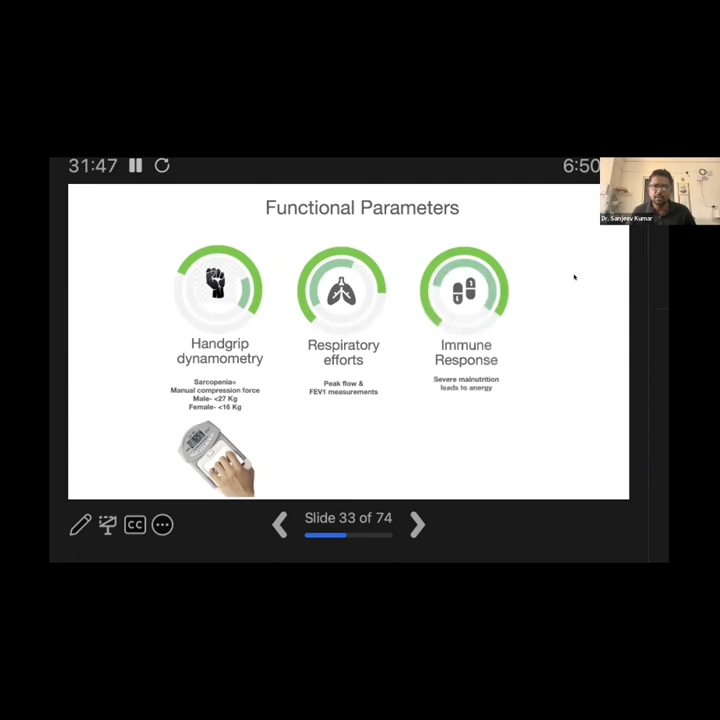 31:47
6:50
Dr. Sanjeev Kumar
Functional Parameters
Handgrip
dynamometry
Sarcopenia=
Manual compression force
Male- <27 Kg
Female- <16 Kg
Respiratory
efforts
Peak flow &
FEV1 measurements
Immune
Response
Severe malnutrition
leads to anergy
CC
Slide 33 of 74